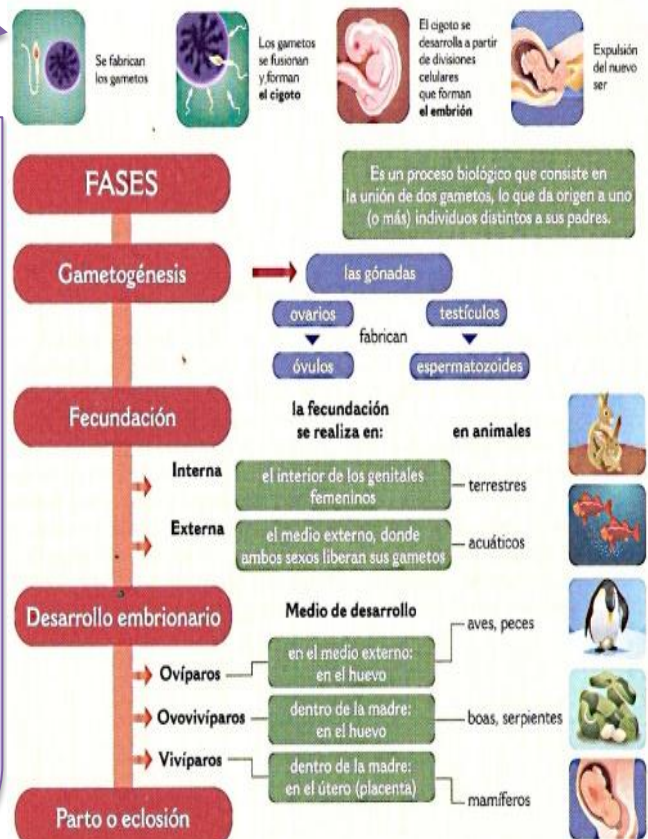 Se fabrican
los gametos
Los gametos
se fusionan
y forman
el cigoto
El cigoto se
desarrolla a partir
de divisiones
celulares
que forman
el embrión
Expulsión
del nuevo
ser
FASES
Es un proceso biológico que consiste en
la unión de dos gametos, lo que da origen a uno
(o más) individuos distintos a sus padres.
Gametogénesis
las gónadas
ovarios
testículos
fabrican
óvulos
espermatozoides
Fecundación
la fecundación
se realiza en:
en animales
Interna
el interior de los genitales
femeninos
terrestres
Externa
el medio externo, donde
ambos sexos liberan sus gametos
acuáticos
Desarrollo embrionario
Medio de desarrollo
aves, peces
Ovíparos
en el medio externo:
en el huevo
Ovovivíparos
dentro de la madre:
en el huevo
boas, serpientes
Vivíparos
dentro de la madre:
en el útero (placenta)
mamíferos
Parto o eclosión